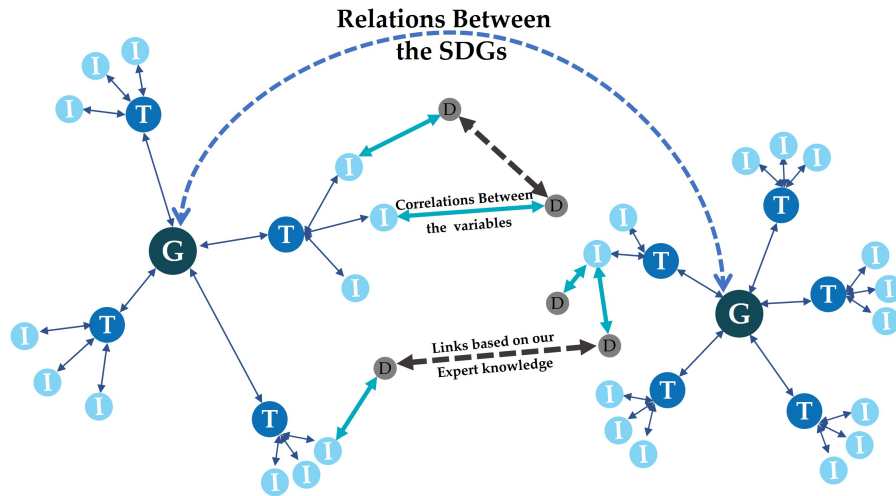 Relations Between
the SDGs
I
I
I
T
D
I
I
I
I
Correlations Between
the variables
D
T
I
I
T
G
I
I
T
I
I
T
D
G
I
T
I
Links based on our
Expert knowledge
D
D
I
T
I
I
T
I
T
I
I
I
I
I
I
I